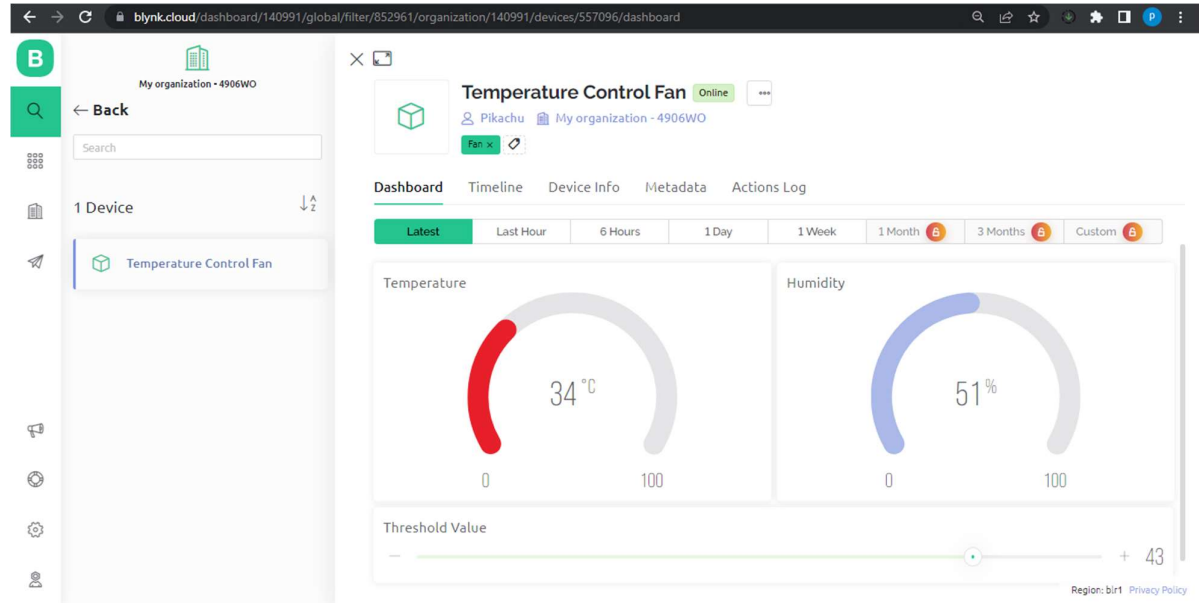 blynk.cloud/dashboard/140991/global/filter/852961/organization/140991/devices/557096/dashboard
P
B
My organization - 4906WO
← Back
Search
1 Device
A
Z
Temperature Control Fan
Temperature Control Fan Online
Pikachu My organization - 4906WO
Fan ×
Dashboard Timeline Device Info Metadata Actions Log
Latest Last Hour 6 Hours 1 Day 1 Week 1 Month 3 Months Custom
Temperature
34 °C
0 100
Humidity
51 %
0 100
Threshold Value
− + 43
Region: blr1 Privacy Policy